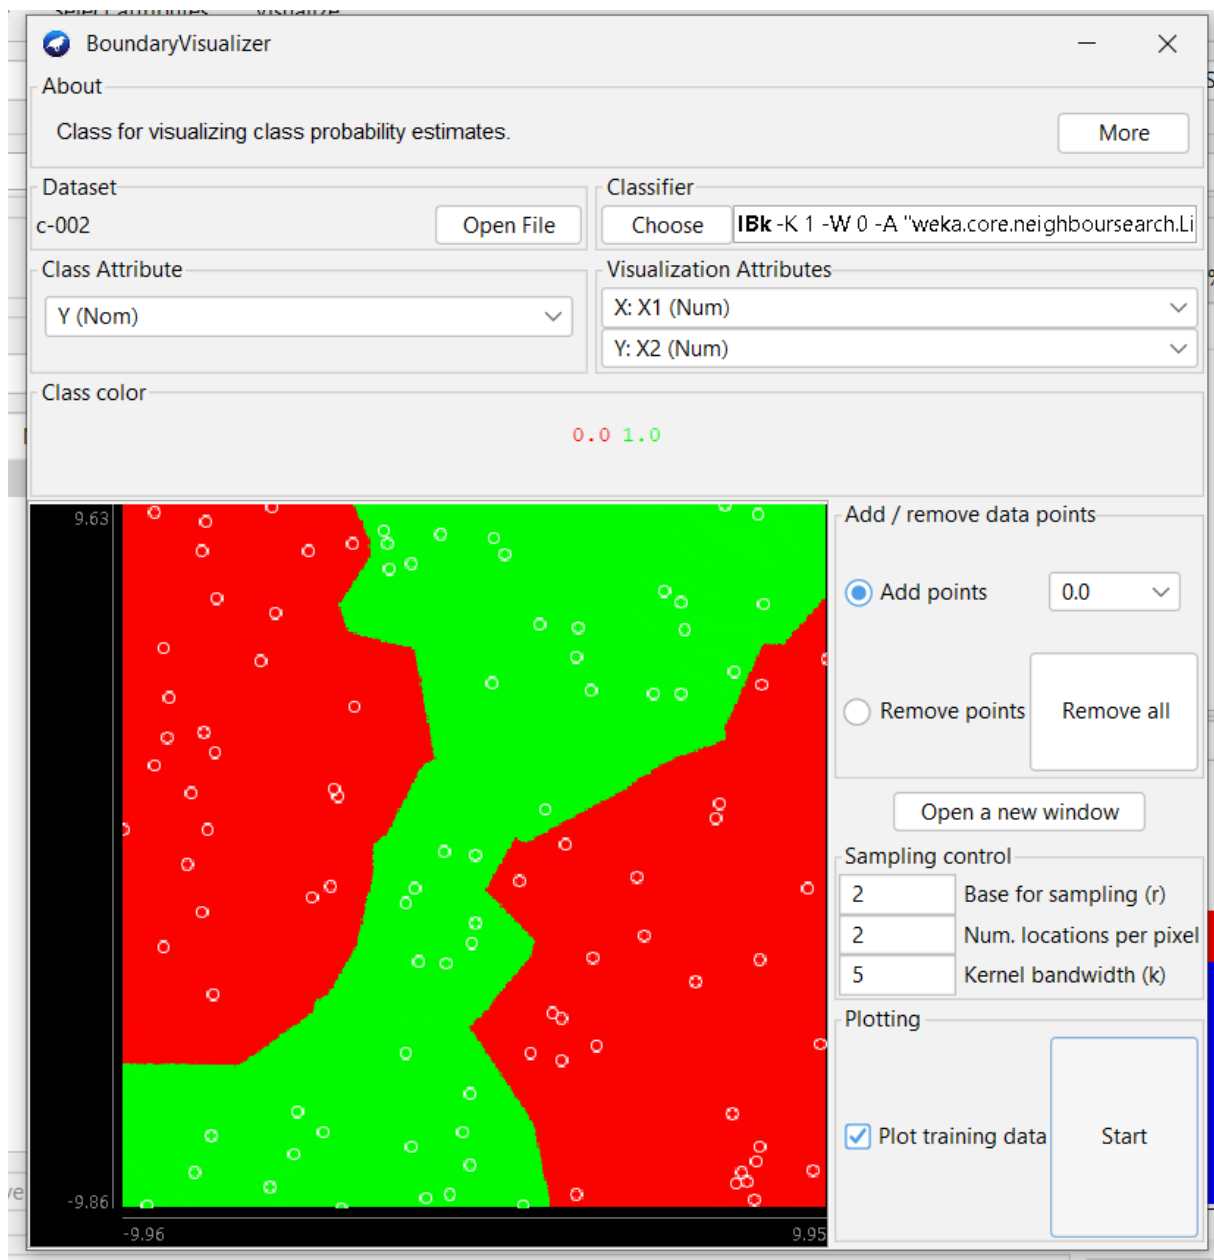 Select attributes Visualize
BoundaryVisualizer
About
Class for visualizing class probability estimates.
More
Dataset
c-002
Open File
Classifier
Choose
IBk -K 1 -W 0 -A "weka.core.neighboursearch.Li
Class Attribute
Y (Nom)
Visualization Attributes
X: X1 (Num)
Y: X2 (Num)
Class color
0.0 1.0
9.63
-9.86
-9.96
9.95
Add / remove data points
Add points
0.0
Remove points
Remove all
Open a new window
Sampling control
2 Base for sampling (r)
2 Num. locations per pixel
5 Kernel bandwidth (k)
Plotting
Plot training data
Start